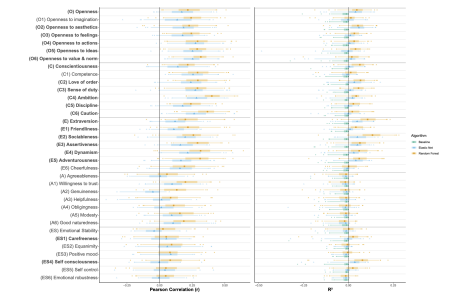 (O) Openness
(O1) Openness to imagination
(O2) Openness to aesthetics
(O3) Openness to feelings
(O4) Openness to actions
(O5) Openness to ideas
(O6) Openness to value & norm
(C) Conscientiousness
(C1) Competence
(C2) Love of order
(C3) Sense of duty
(C4) Ambition
(C5) Discipline
(C6) Caution
(E) Extraversion
(E1) Friendliness
(E2) Sociableness
(E3) Assertiveness
(E4) Dynamism
(E5) Adventurousness
(E6) Cheerfulness
(A) Agreeableness
(A1) Willingness to trust
(A2) Genuineness
(A3) Helpfulness
(A4) Obligingness
(A5) Modesty
(A6) Good naturedness
(ES) Emotional Stability
(ES1) Carefreeness
(ES2) Equanimity
(ES3) Positive mood
(ES4) Self consciousness
(ES5) Self control
(ES6) Emotional robustness
Pearson Correlation (r)
R²
Algorithm
Baseline
Elastic Net
Random Forest